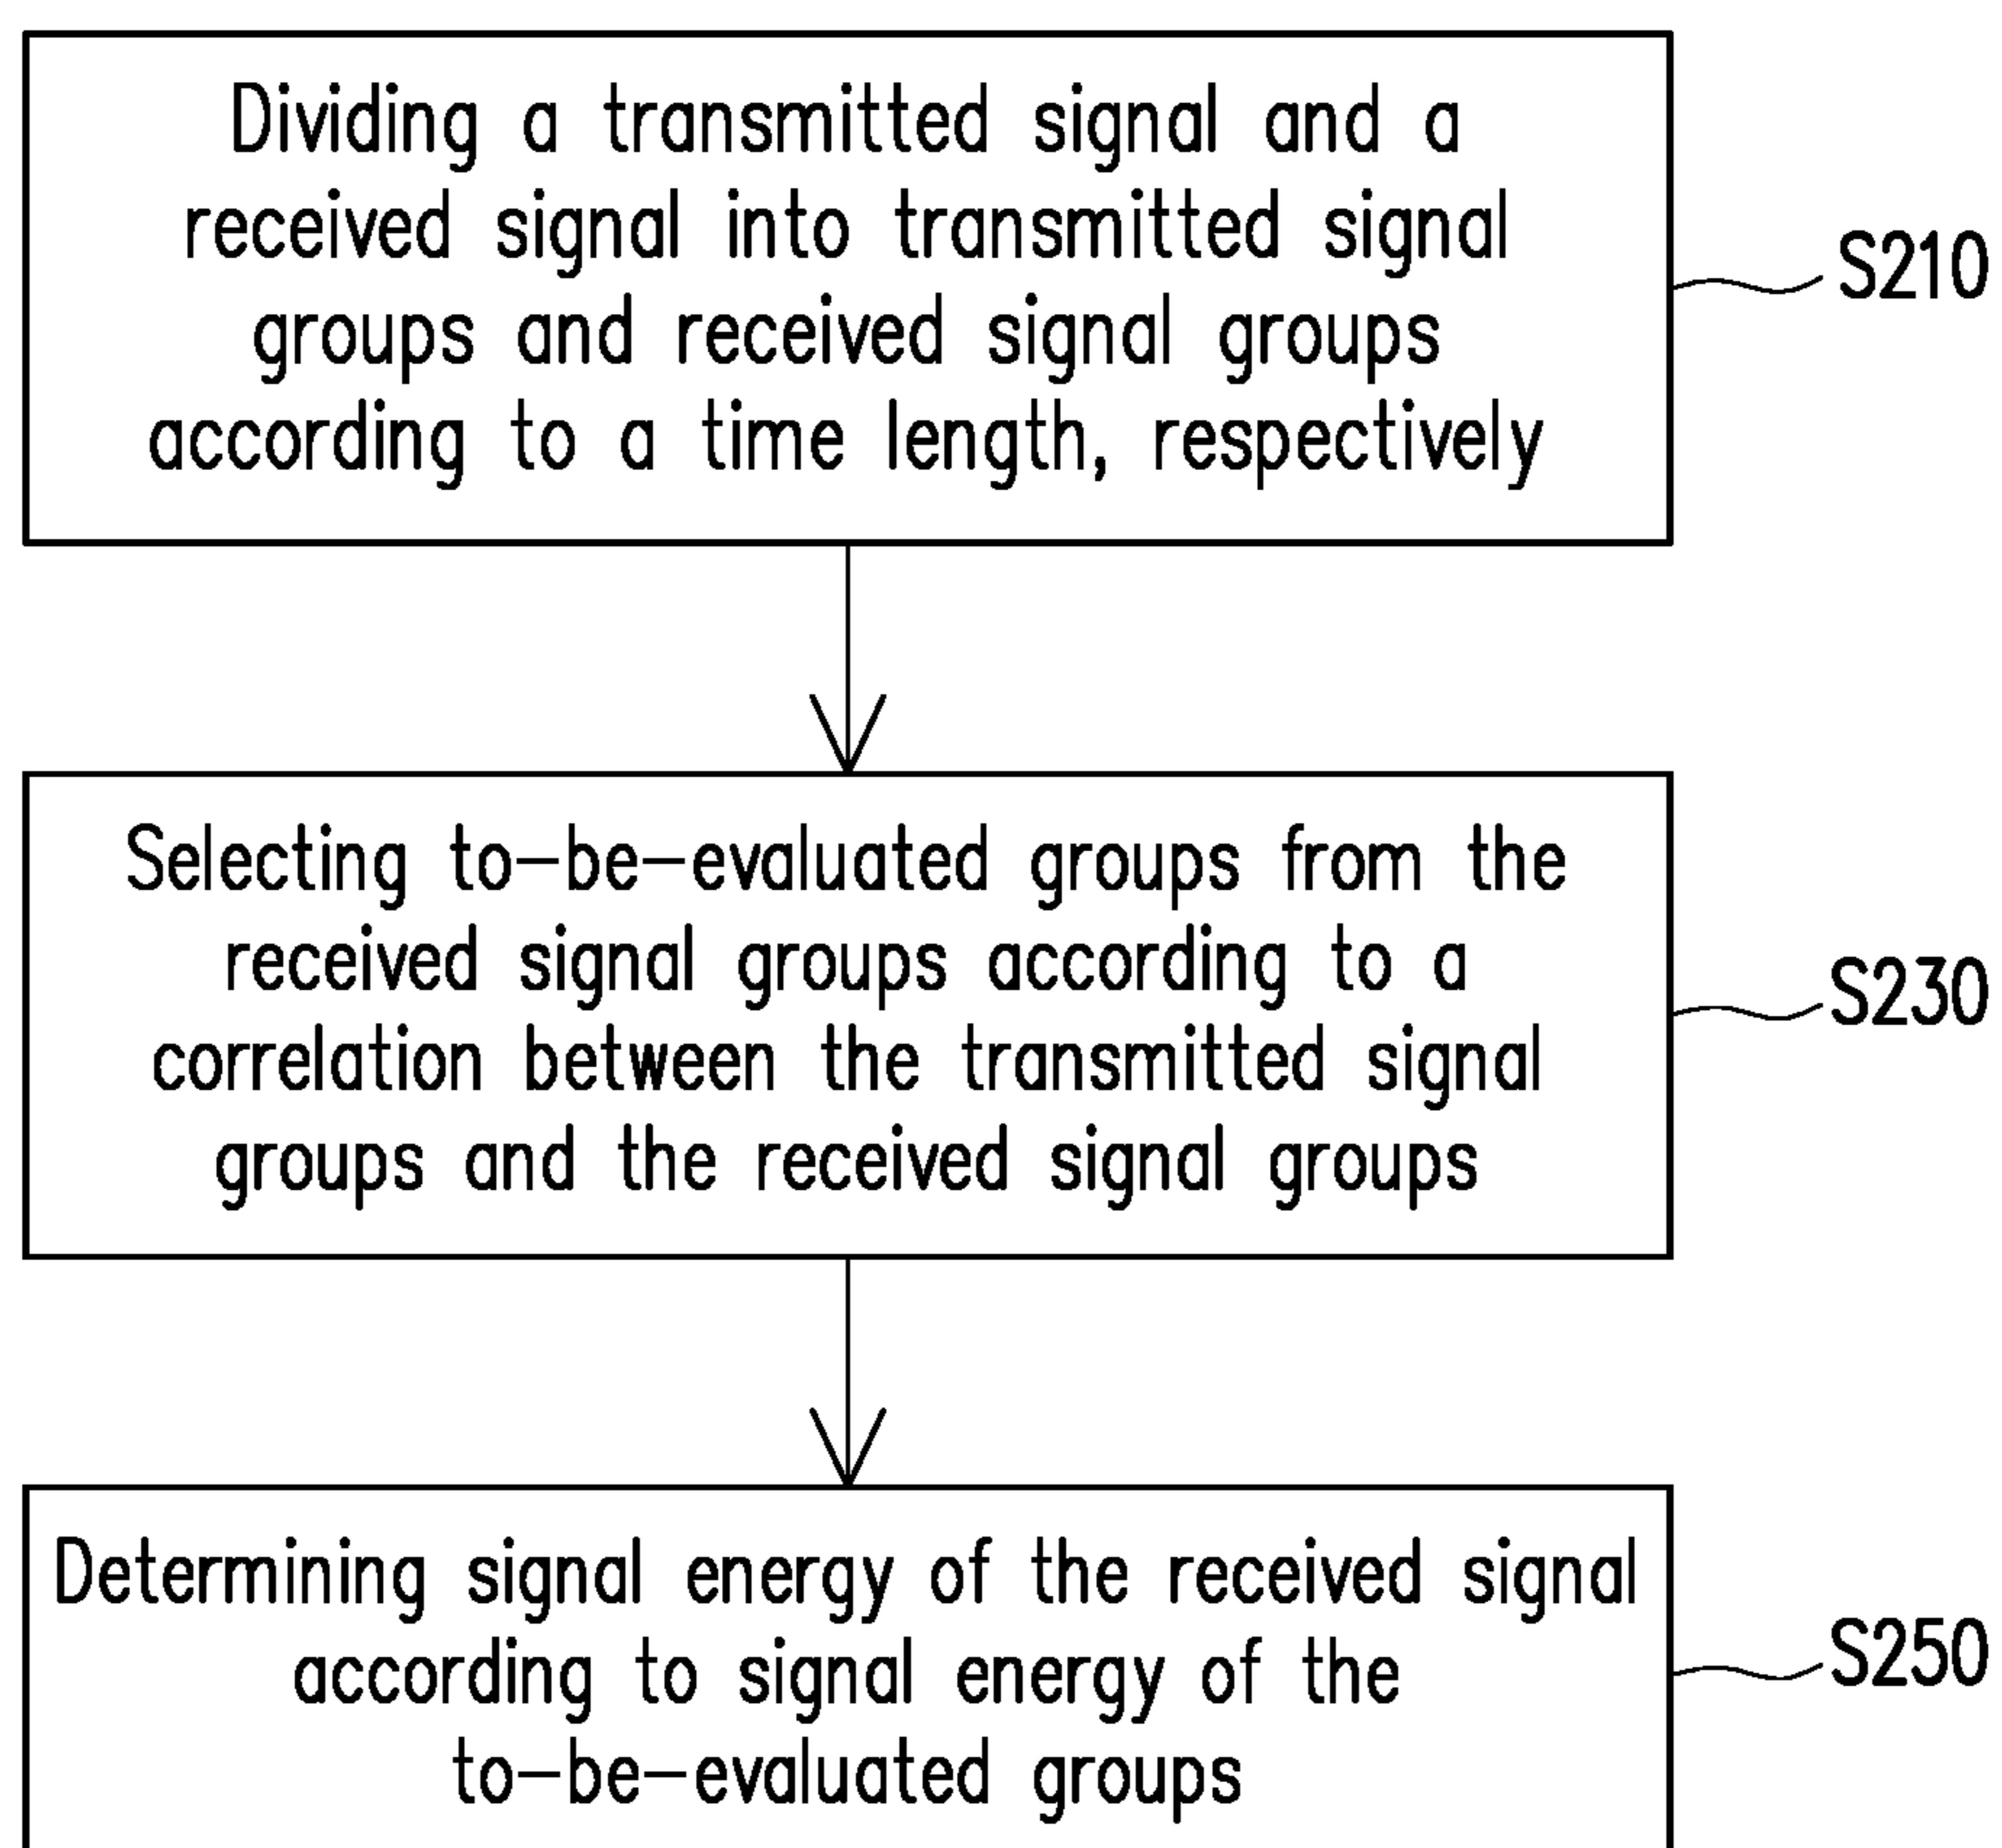 Dividing a transmitted signal and a
received signal into transmitted signal
groups and received signal groups
according to a time length, respectively
S210
Selecting to-be-evaluated groups from the
received signal groups according to a
correlation between the transmitted signal
groups and the received signal groups
S230
Determining signal energy of the received signal
according to signal energy of the
to-be-evaluated groups
S250